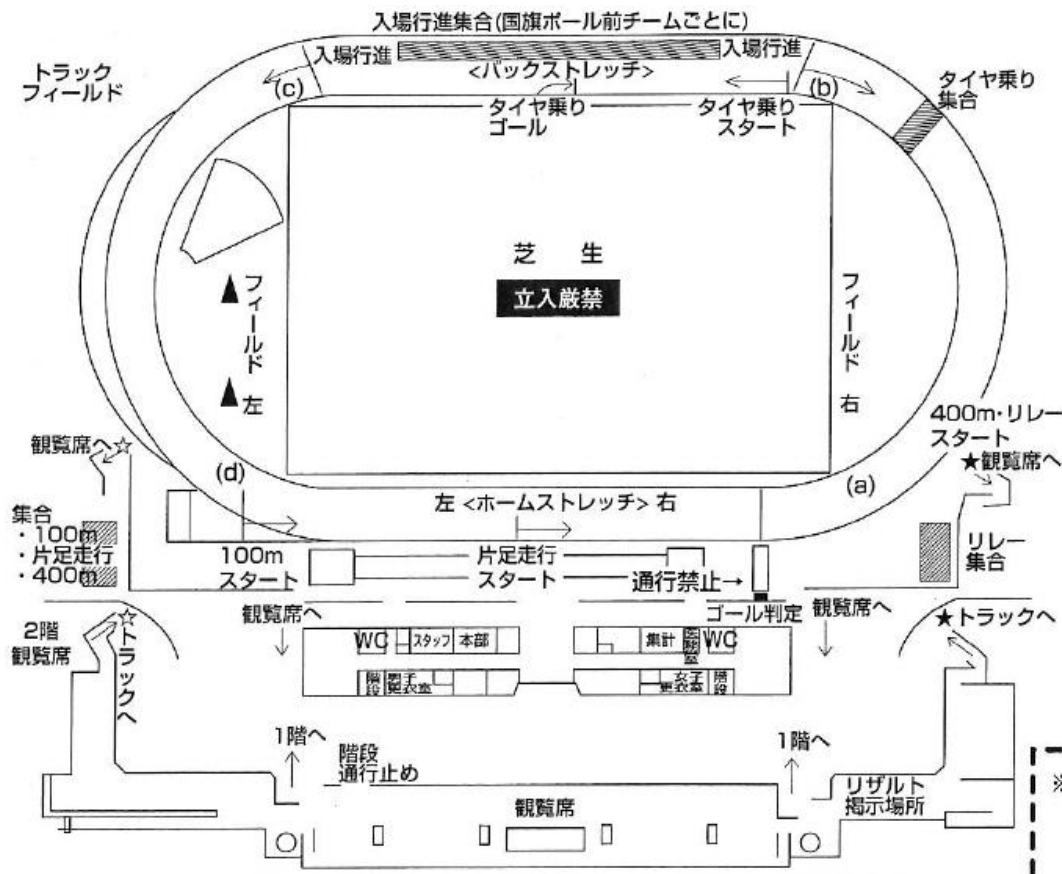 入場行進集合(国旗ポール前チームごとに)
入場行進
入場行進
トラック
フィールド
<バックストレッチ>
(c)
(b)
タイヤ乗り
集合
タイヤ乗り
ゴール
タイヤ乗り
スタート
芝 生
立入厳禁
フィールド 左
フィールド 右
400m・リレー
スタート
観覧席へ☆
★観覧席へ
(d)
(a)
左 <ホームストレッチ> 右
集合
・100m
・片足走行
・400m
100m
スタート
片足走行
スタート
通行禁止→
リレー
集合
ゴール判定
観覧席へ
観覧席へ
2階
観覧席
☆トラックへ
★トラックへ
WC
スタッフ
本部
集計
医務室
WC
階段
男子
更衣室
女子
更衣室
階段
1階へ
階段
通行止め
1階へ
観覧席
リザルト
掲示場所
※